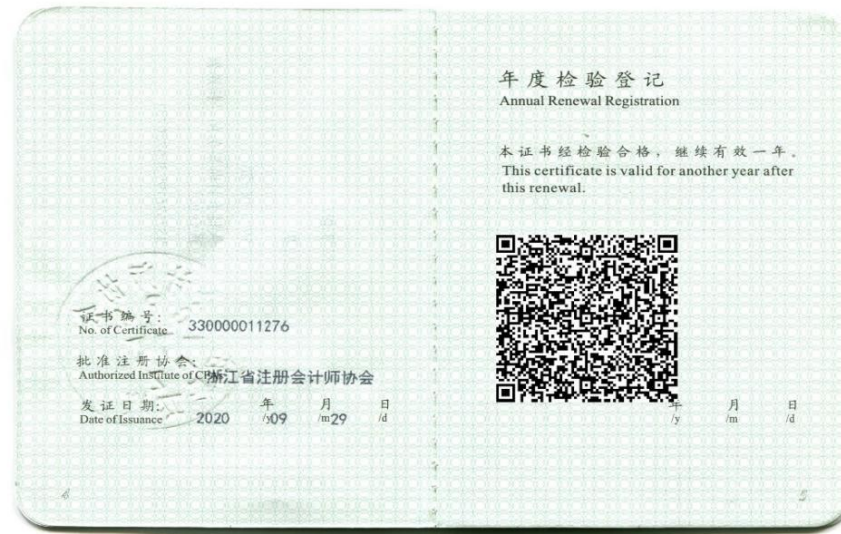 证书编号：
No. of Certificate
330000011276
批准注册协会：
Authorized Institute of CPAs
浙江省注册会计师协会
发证日期：
Date of Issuance
2020 年 09 月 29 日
/y /m /d
4
年度检验登记
Annual Renewal Registration
本证书经检验合格，继续有效一年。
This certificate is valid for another year after
this renewal.
年 月 日
/y /m /d
5